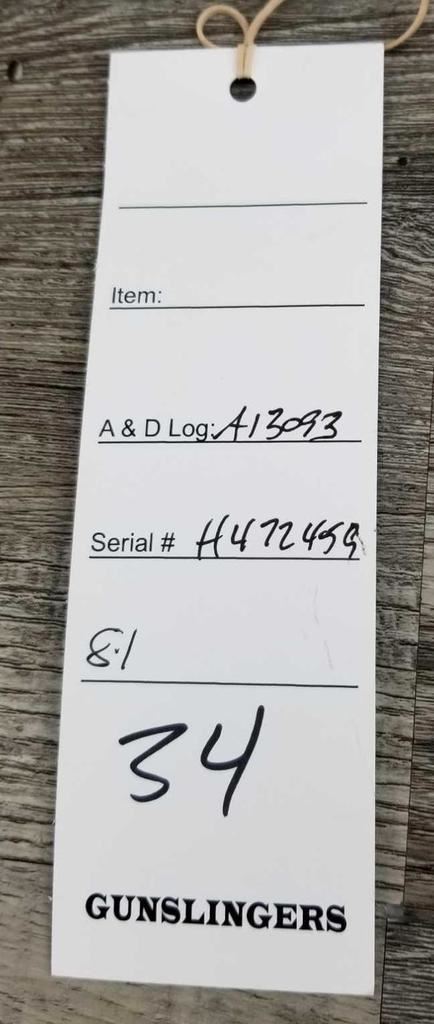 Item:
A & D Log: A13093
Serial # H472459
8.1
34
GUNSLINGERS